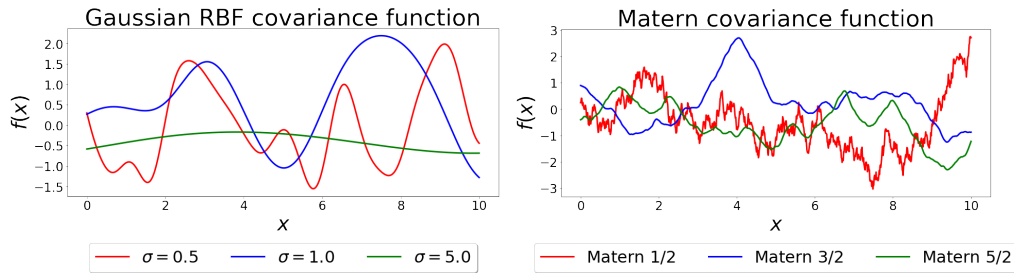 Gaussian RBF covariance function
f(x)
2.0
1.5
1.0
0.5
0.0
−0.5
−1.0
−1.5
0 2 4 6 8 10
x
σ = 0.5 σ = 1.0 σ = 5.0
Matern covariance function
f(x)
3
2
1
0
−1
−2
−3
0 2 4 6 8 10
x
Matern 1/2 Matern 3/2 Matern 5/2